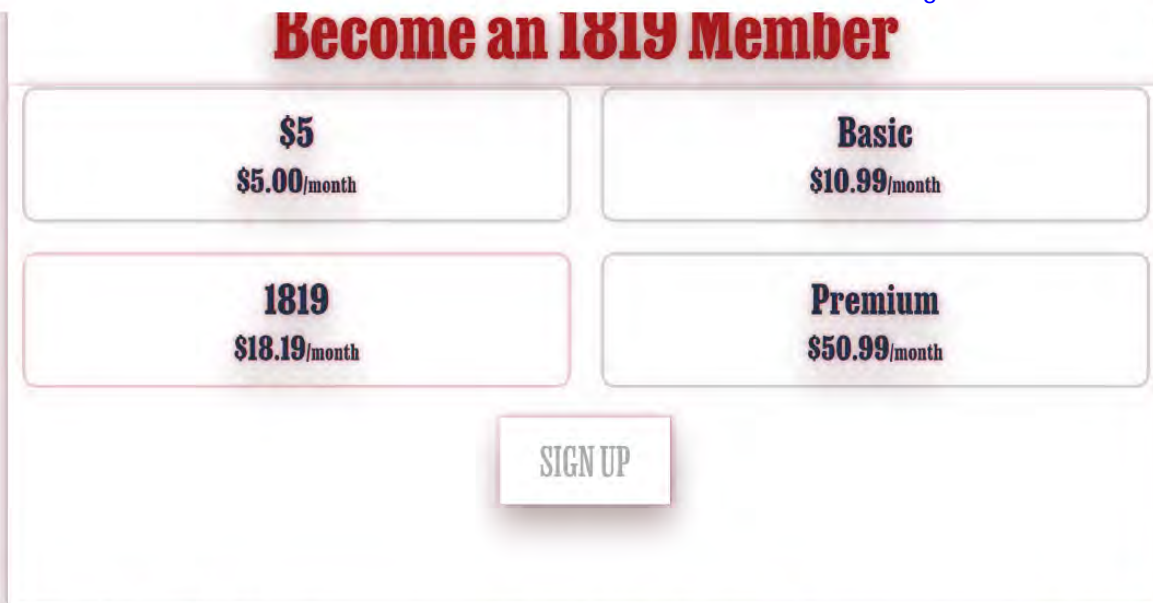 Become an 1819 Member
$5
$5.00/month
Basic
$10.99/month
1819
$18.19/month
Premium
$50.99/month
SIGN UP